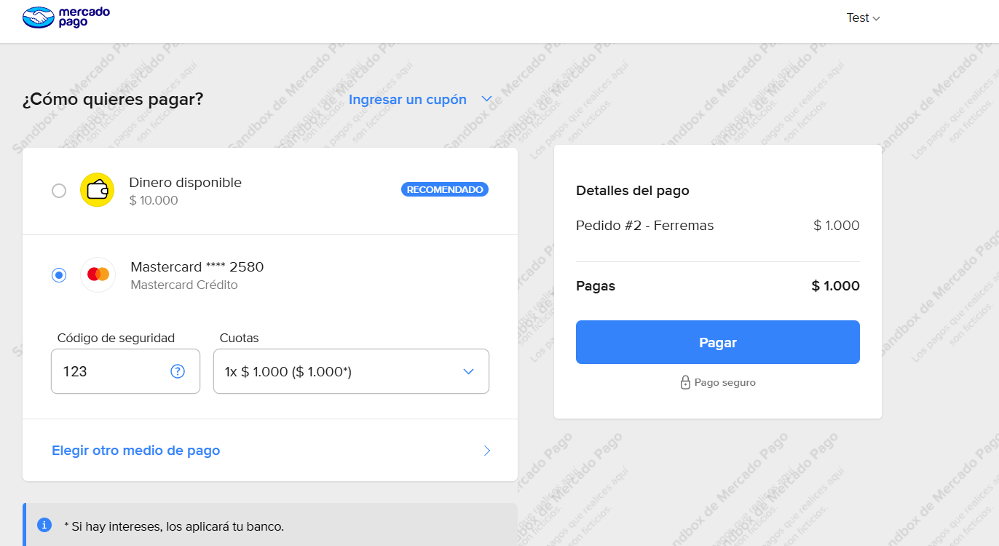 mercado
pago
Test
¿Cómo quieres pagar?
Ingresar un cupón
Dinero disponible
$ 10.000
RECOMENDADO
Mastercard **** 2580
Mastercard Crédito
Código de seguridad
Cuotas
123
1x $ 1.000 ($ 1.000*)
Elegir otro medio de pago
* Si hay intereses, los aplicará tu banco.
Detalles del pago
Pedido #2 - Ferremas
$ 1.000
Pagas
$ 1.000
Pagar
Pago seguro
Sandbox de Mercado Pago
Los pagos que realices aquí
son ficticios.